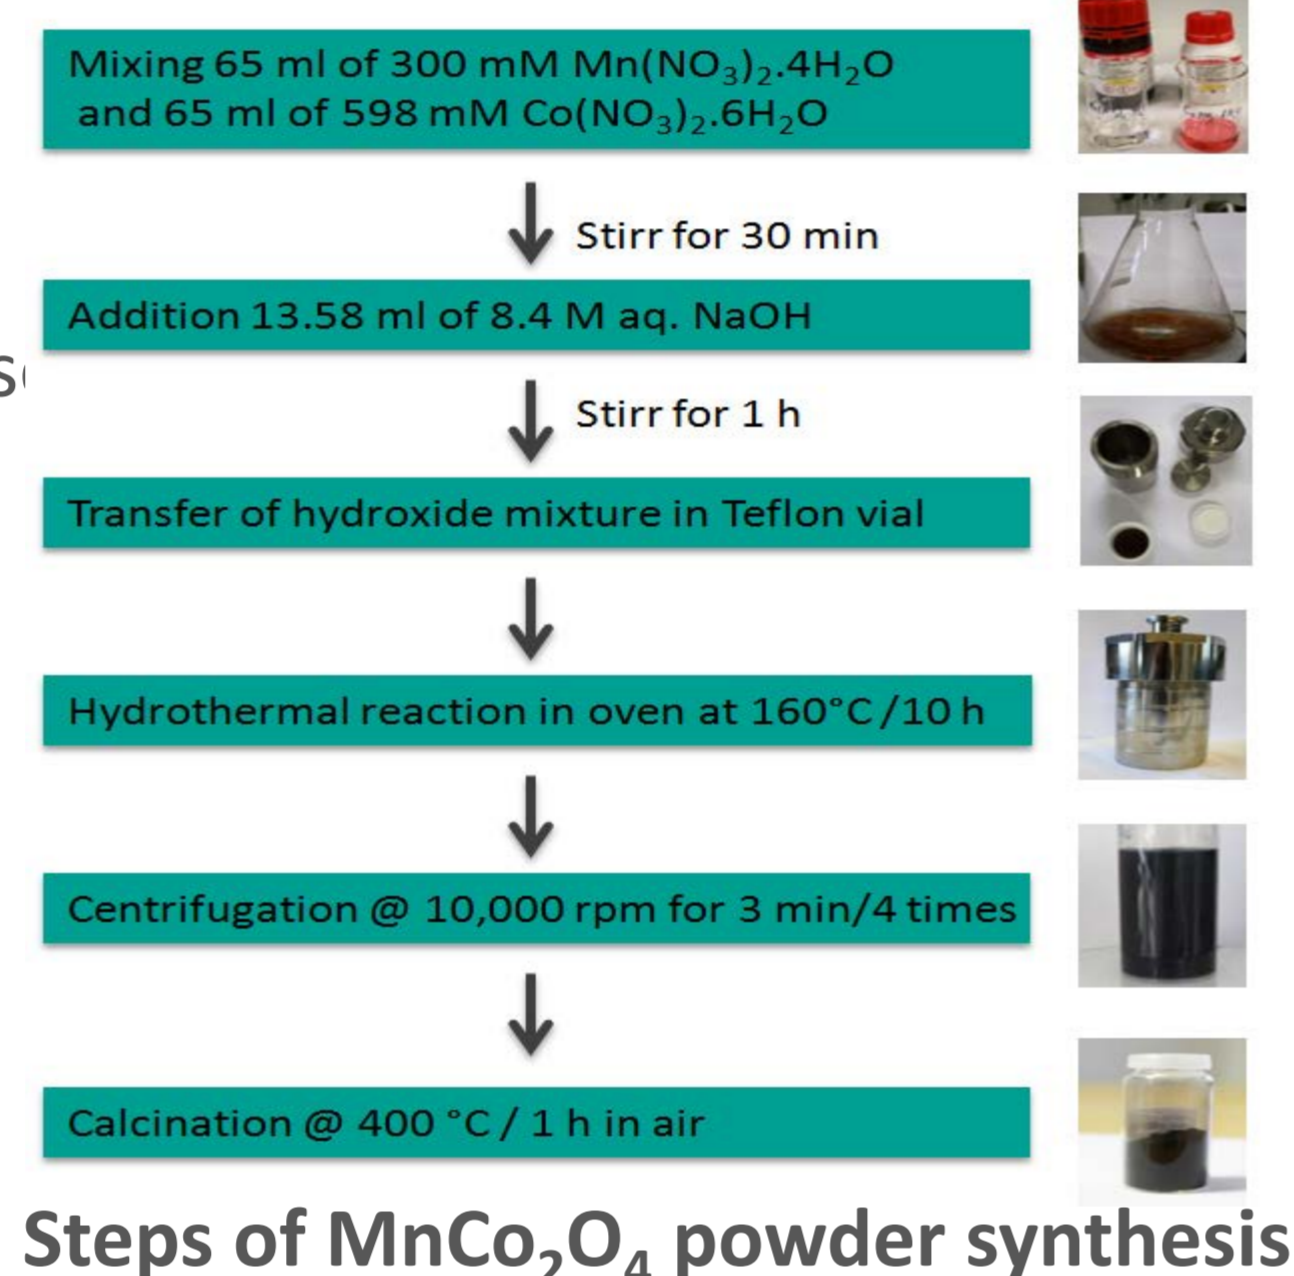 Mixing 65 ml of 300 mM Mn(NO₃)₂.4H₂O
and 65 ml of 598 mM Co(NO₃)₂.6H₂O
Stirr for 30 min
Addition 13.58 ml of 8.4 M aq. NaOH
Stirr for 1 h
Transfer of hydroxide mixture in Teflon vial
Hydrothermal reaction in oven at 160°C/10 h
Centrifugation @ 10,000 rpm for 3 min/4 times
Calcination @ 400 °C / 1 h in air
Steps of MnCo₂O₄ powder synthesis